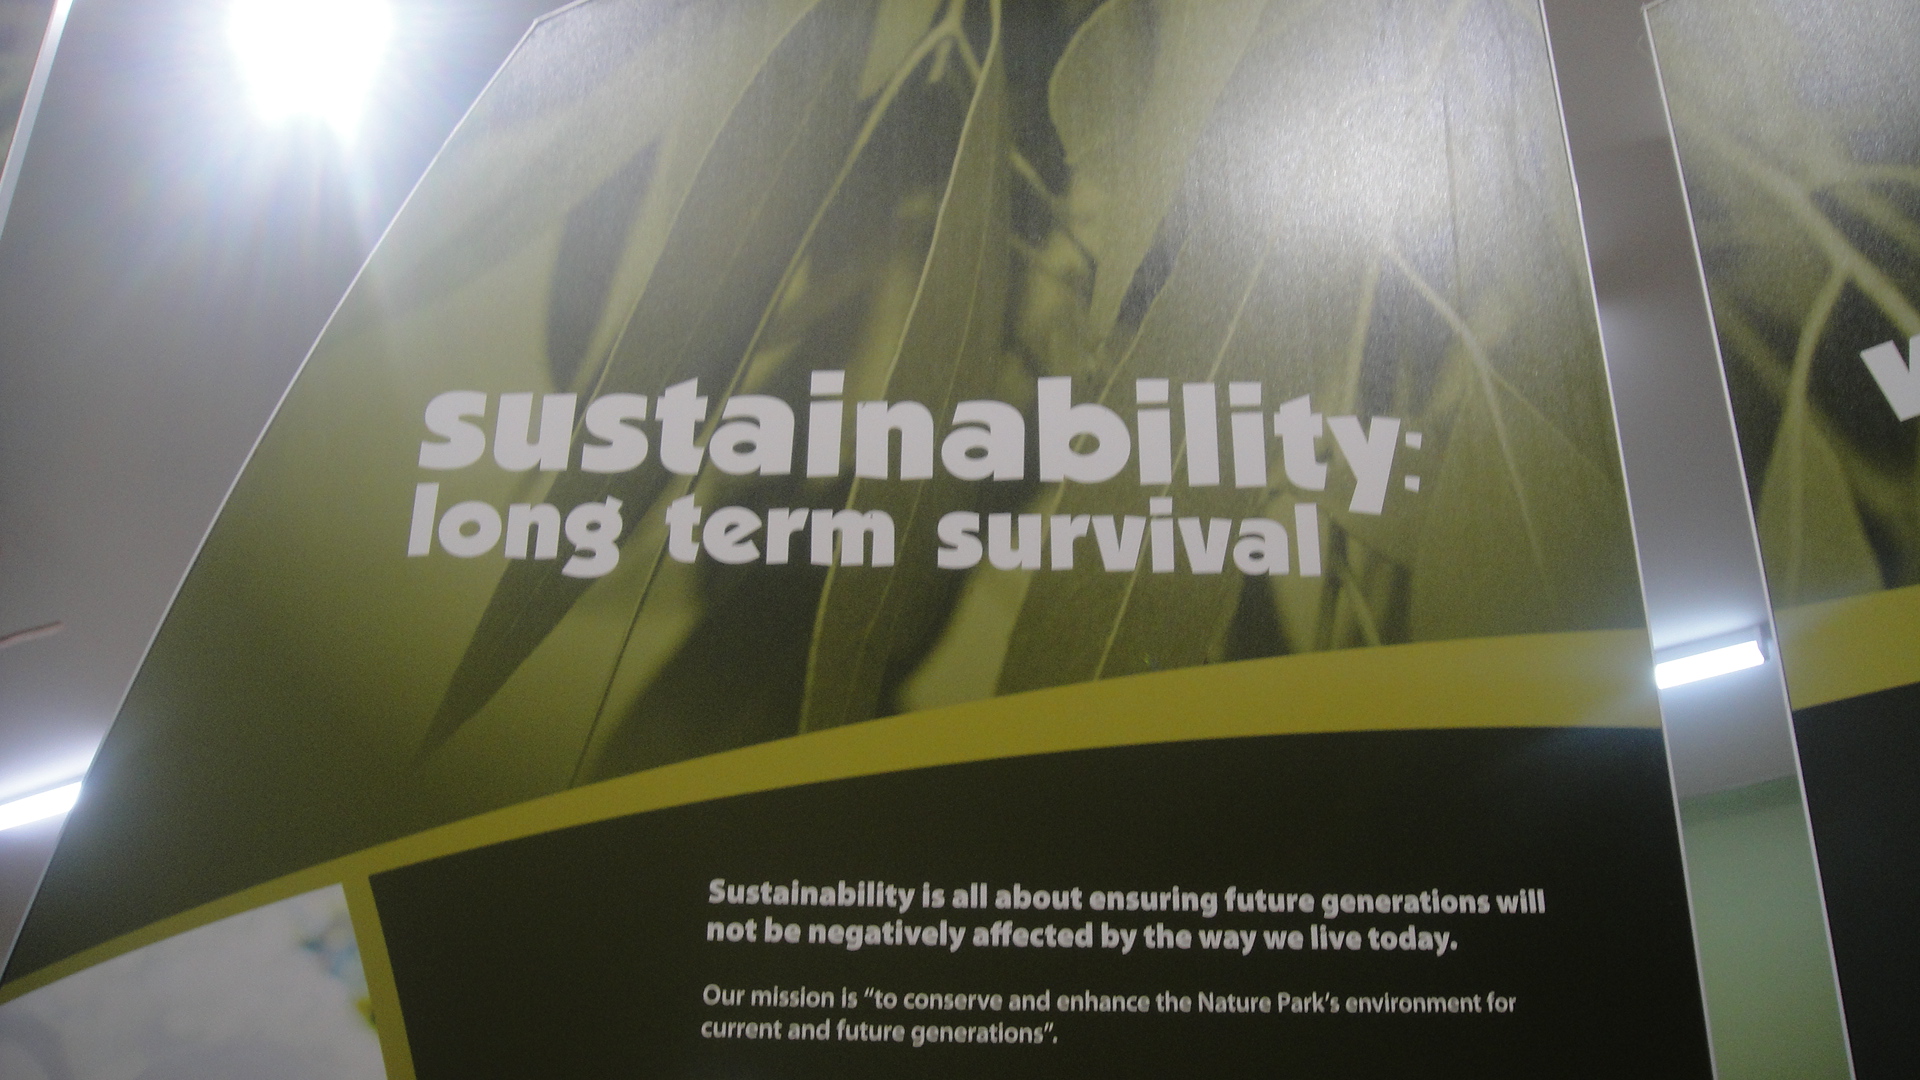 sustainability:
long term survival
Sustainability is all about ensuring future generations will
not be negatively affected by the way we live today.
Our mission is “to conserve and enhance the Nature Park’s environment for
current and future generations”.